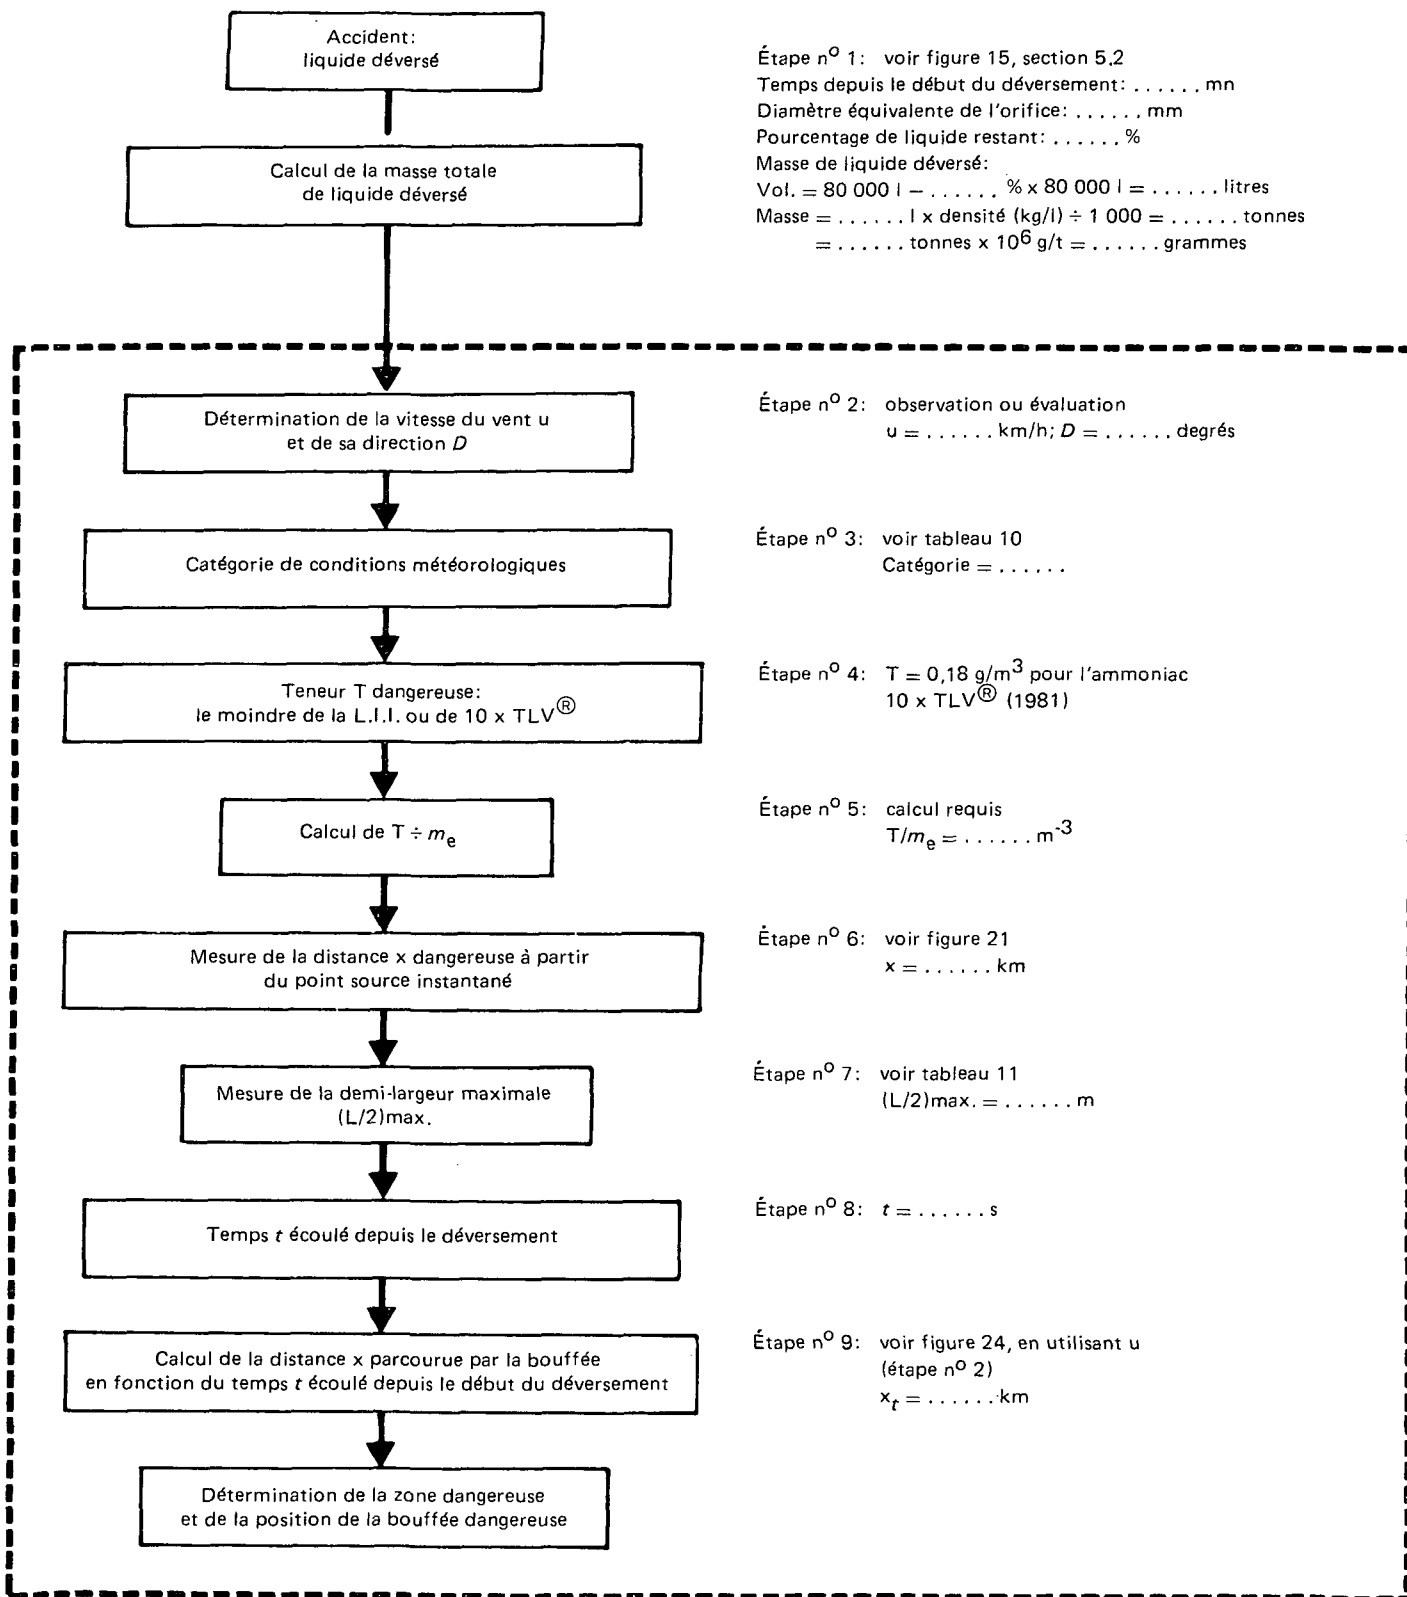 Accident:
liquide déversé
Étape nº 1: voir figure 15, section 5.2
Temps depuis le début du déversement: . . . . . . mn
Diamètre équivalente de l'orifice: . . . . . . mm
Pourcentage de liquide restant: . . . . . . %
Masse de liquide déversé:
Vol. = 80 000 l – . . . . . . % x 80 000 l = . . . . . . litres
Masse = . . . . . . l x densité (kg/l) ÷ 1 000 = . . . . . . tonnes
= . . . . . . tonnes x 10⁶ g/t = . . . . . . grammes
Calcul de la masse totale
de liquide déversé
Détermination de la vitesse du vent u
et de sa direction D
Étape nº 2: observation ou évaluation
u = . . . . . . km/h; D = . . . . . . degrés
Catégorie de conditions météorologiques
Étape nº 3: voir tableau 10
Catégorie = . . . . . .
Teneur T dangereuse:
le moindre de la L.I.I. ou de 10 x TLV®
Étape nº 4: T = 0,18 g/m³ pour l'ammoniac
10 x TLV® (1981)
Calcul de T ÷ mₑ
Étape nº 5: calcul requis
T/mₑ = . . . . . . m⁻³
Mesure de la distance x dangereuse à partir
du point source instantané
Étape nº 6: voir figure 21
x = . . . . . . km
Mesure de la demi-largeur maximale
(L/2)max.
Étape nº 7: voir tableau 11
(L/2)max. = . . . . . . m
Temps t écoulé depuis le déversement
Étape nº 8: t = . . . . . . s
Calcul de la distance x parcourue par la bouffée
en fonction du temps t écoulé depuis le début du déversement
Étape nº 9: voir figure 24, en utilisant u
(étape nº 2)
xₜ = . . . . . . km
Détermination de la zone dangereuse
et de la position de la bouffée dangereuse